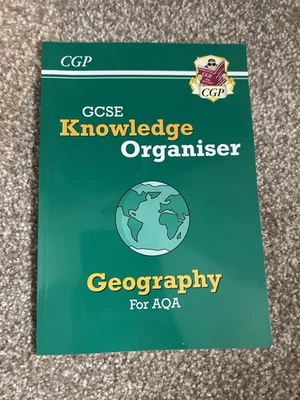 CGP
CGP
GCSE
Knowledge
Organiser
Geography
For AQA